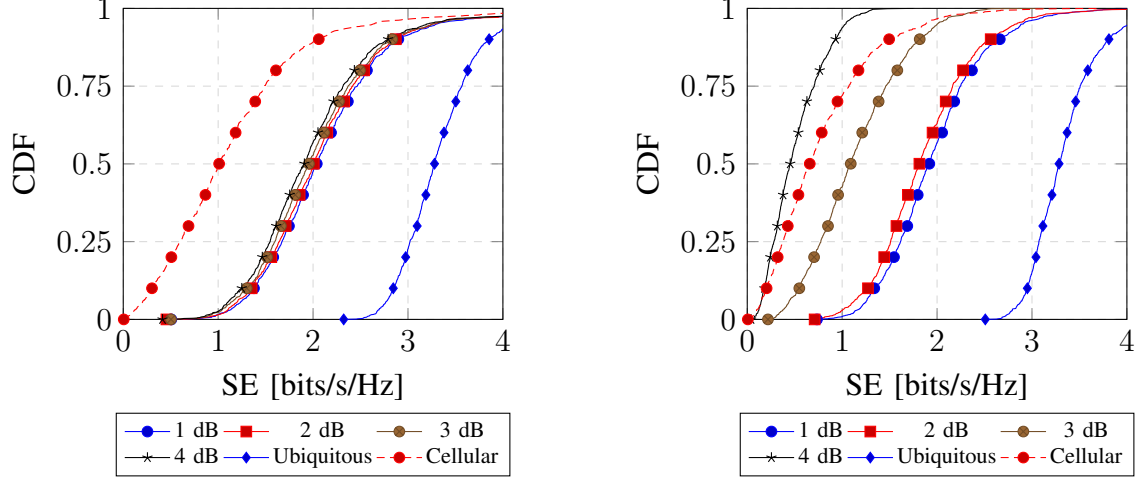 1
0.75
0.5
0.25
0
CDF
0 1 2 3 4
SE [bits/s/Hz]
1 dB 2 dB 3 dB
4 dB Ubiquitous Cellular
1
0.75
0.5
0.25
0
CDF
0 1 2 3 4
SE [bits/s/Hz]
1 dB 2 dB 3 dB
4 dB Ubiquitous Cellular